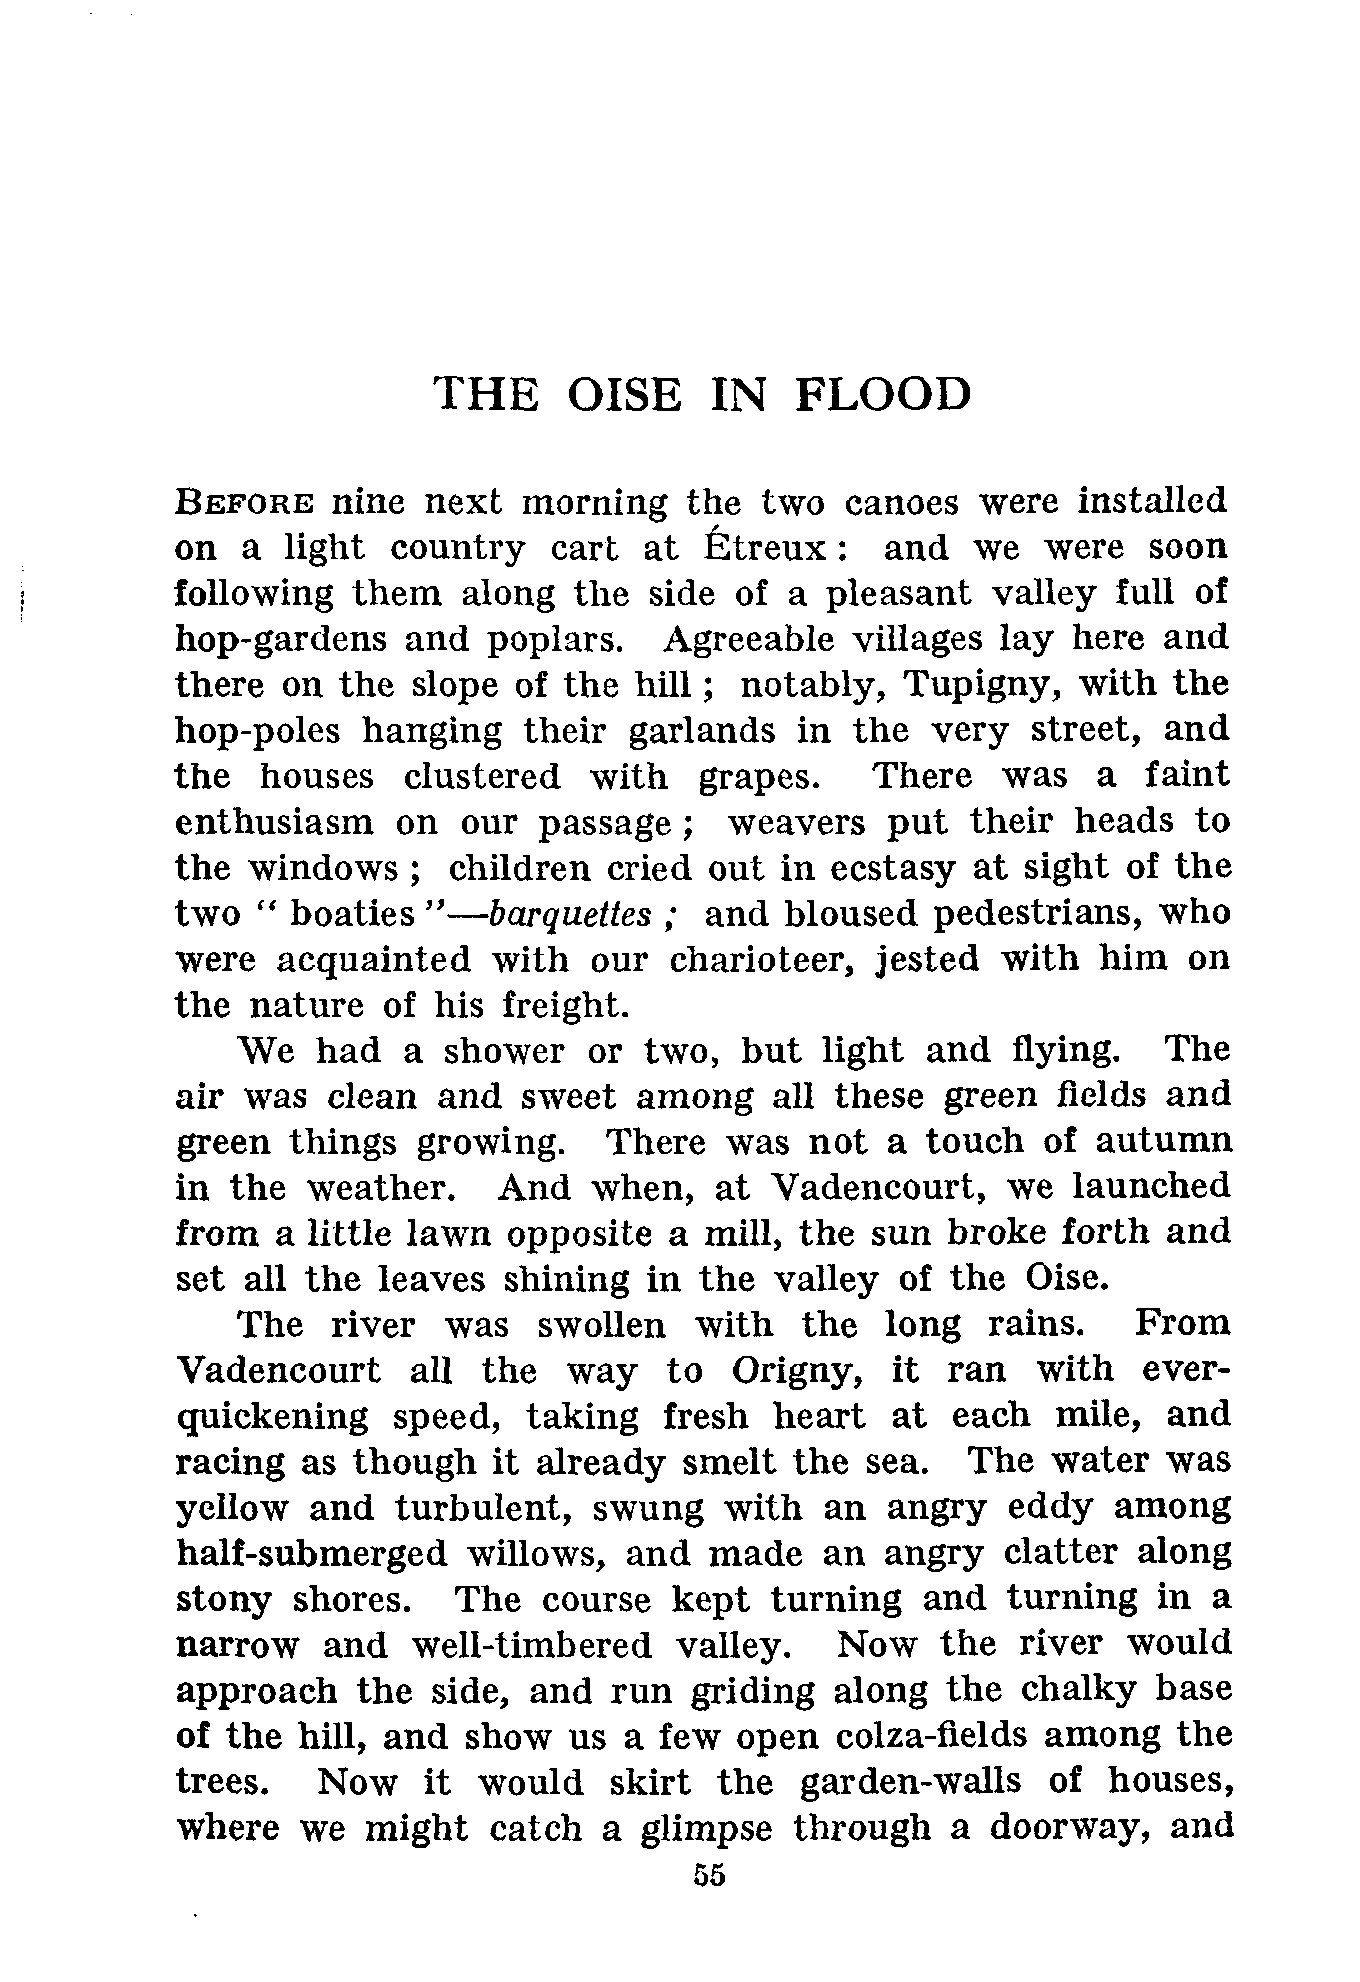 THE OISE IN FLOOD
BEFORE nine next morning the two canoes were installed
on a light country cart at Étreux : and we were soon
following them along the side of a pleasant valley full of
hop-gardens and poplars. Agreeable villages lay here and
there on the slope of the hill ; notably, Tupigny, with the
hop-poles hanging their garlands in the very street, and
the houses clustered with grapes. There was a faint
enthusiasm on our passage ; weavers put their heads to
the windows ; children cried out in ecstasy at sight of the
two “ boaties ”—barquettes ; and bloused pedestrians, who
were acquainted with our charioteer, jested with him on
the nature of his freight.
We had a shower or two, but light and flying. The
air was clean and sweet among all these green fields and
green things growing. There was not a touch of autumn
in the weather. And when, at Vadencourt, we launched
from a little lawn opposite a mill, the sun broke forth and
set all the leaves shining in the valley of the Oise.
The river was swollen with the long rains. From
Vadencourt all the way to Origny, it ran with ever-
quickening speed, taking fresh heart at each mile, and
racing as though it already smelt the sea. The water was
yellow and turbulent, swung with an angry eddy among
half-submerged willows, and made an angry clatter along
stony shores. The course kept turning and turning in a
narrow and well-timbered valley. Now the river would
approach the side, and run griding along the chalky base
of the hill, and show us a few open colza-fields among the
trees. Now it would skirt the garden-walls of houses,
where we might catch a glimpse through a doorway, and
55